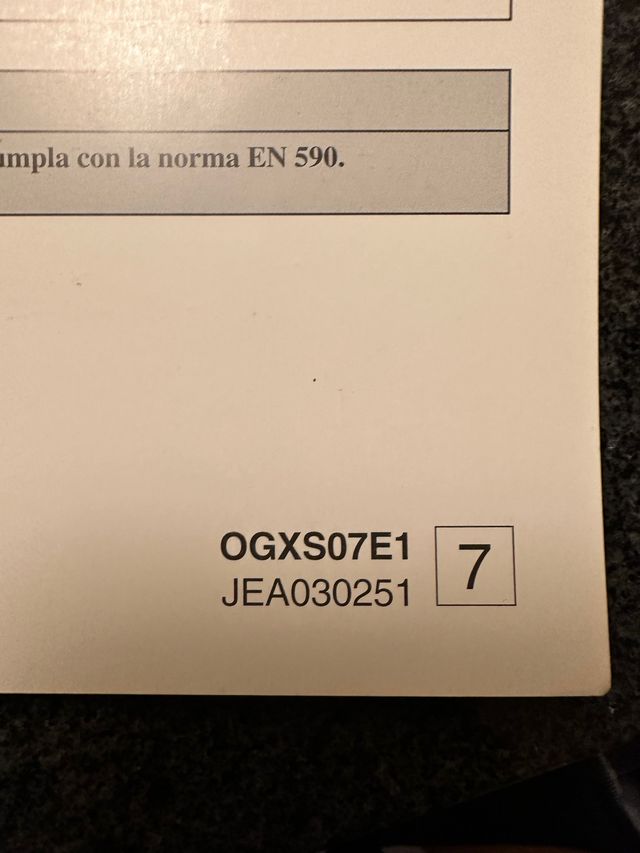 umpla con la norma EN 590.
OGXS07E1
JEA030251
7